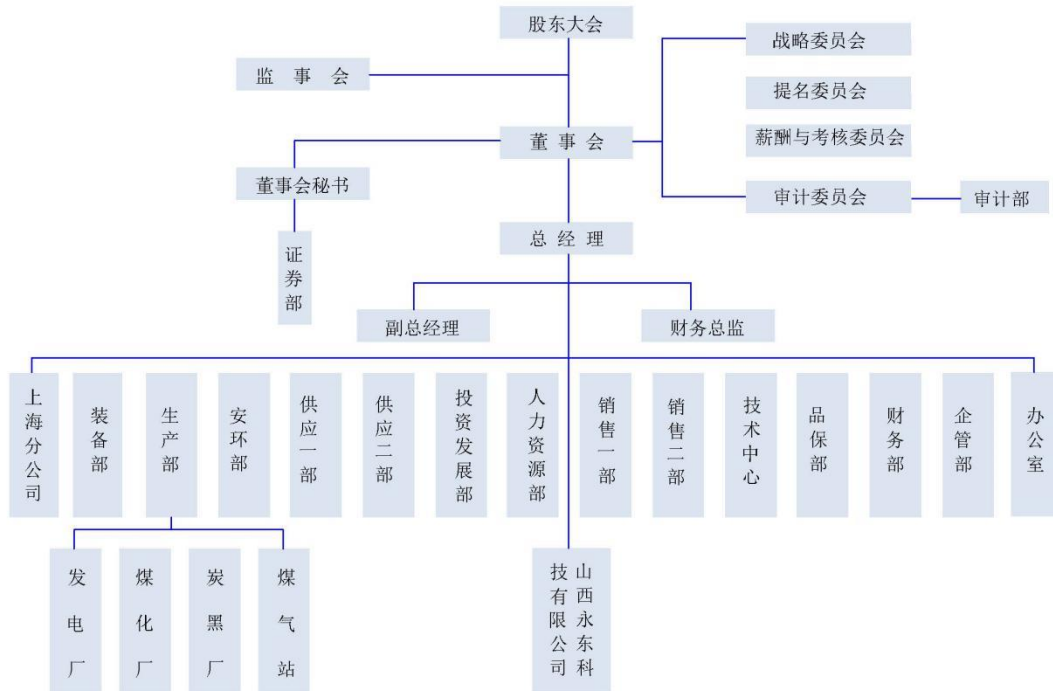 股东大会
战略委员会
监 事 会
提名委员会
董 事 会
薪酬与考核委员会
董事会秘书
审计委员会
审计部
证券部
总 经 理
副总经理
财务总监
上海分公司
装备部
生产部
安环部
供应一部
供应二部
投资发展部
人力资源部
销售一部
销售二部
技术中心
品保部
财务部
企管部
办公室
发电厂
煤化厂
炭黑厂
煤气站
山西永东科
技有限公司